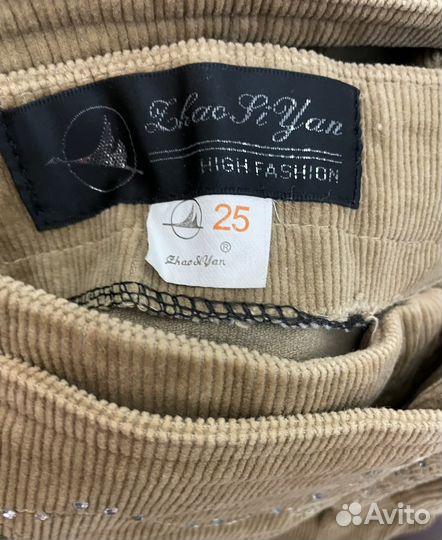 Zhao Si Yan
HIGH FASHION
25
®
Zhao Si Yan
Avito